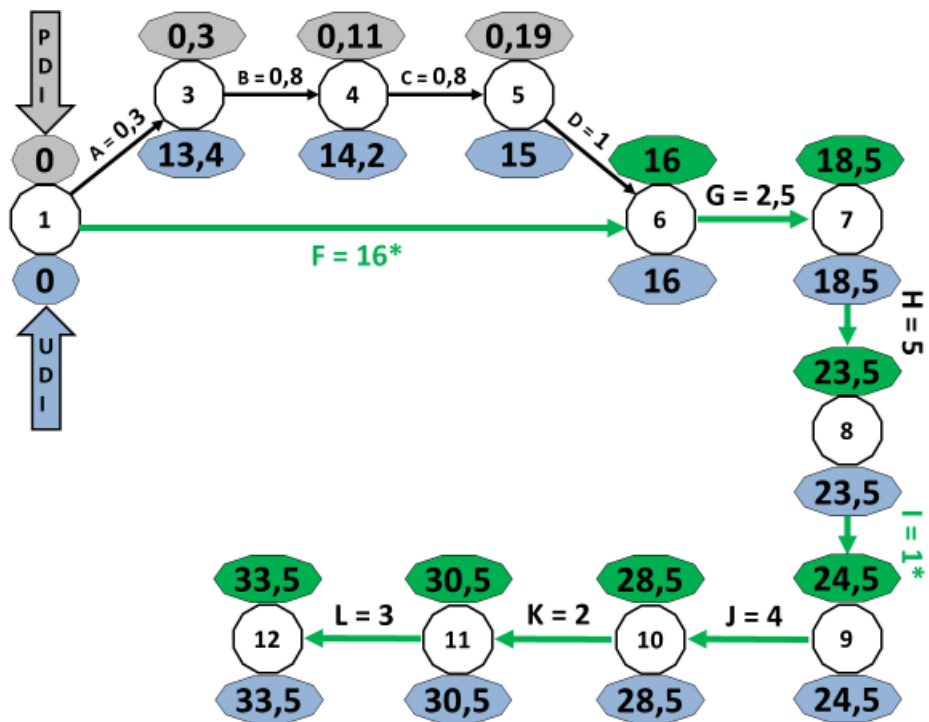 PDI
0
1
0
UDI
A = 0,3
0,3
3
13,4
B = 0,8
0,11
4
14,2
C = 0,8
0,19
5
15
D = 1
F = 16*
16
6
16
G = 2,5
18,5
7
18,5
H = 5
23,5
8
23,5
I = 1*
24,5
9
24,5
J = 4
28,5
10
28,5
K = 2
30,5
11
30,5
L = 3
33,5
12
33,5